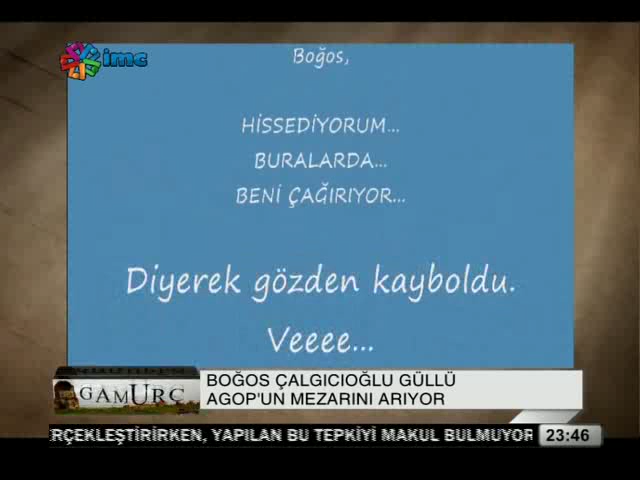 imc
Boğos,
HİSSEDİYORUM...
BURALARDA...
BENİ ÇAĞIRIYOR...
Diyerek gözden kayboldu.
Veeee...
GAMURÇ
BOĞOS ÇALGICIOĞLU GÜLLÜ
AGOP'UN MEZARINI ARIYOR
RÇEKLEŞTİRİRKEN, YAPILAN BU TEPKİYİ MAKUL BULMUYOR
23:46